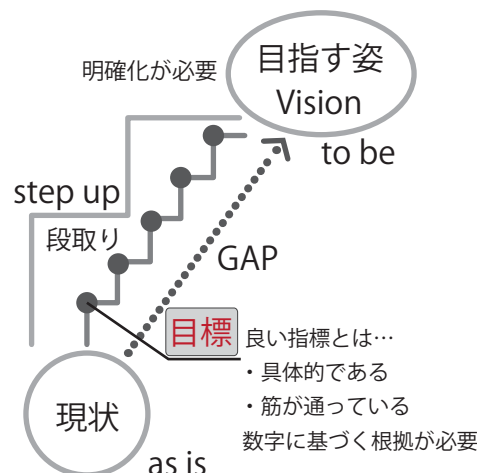 明確化が必要
目指す姿
Vision
to be
step up
段取り
GAP
目標
良い指標とは…
・具体的である
・筋が通っている
数字に基づく根拠が必要
現状
as is